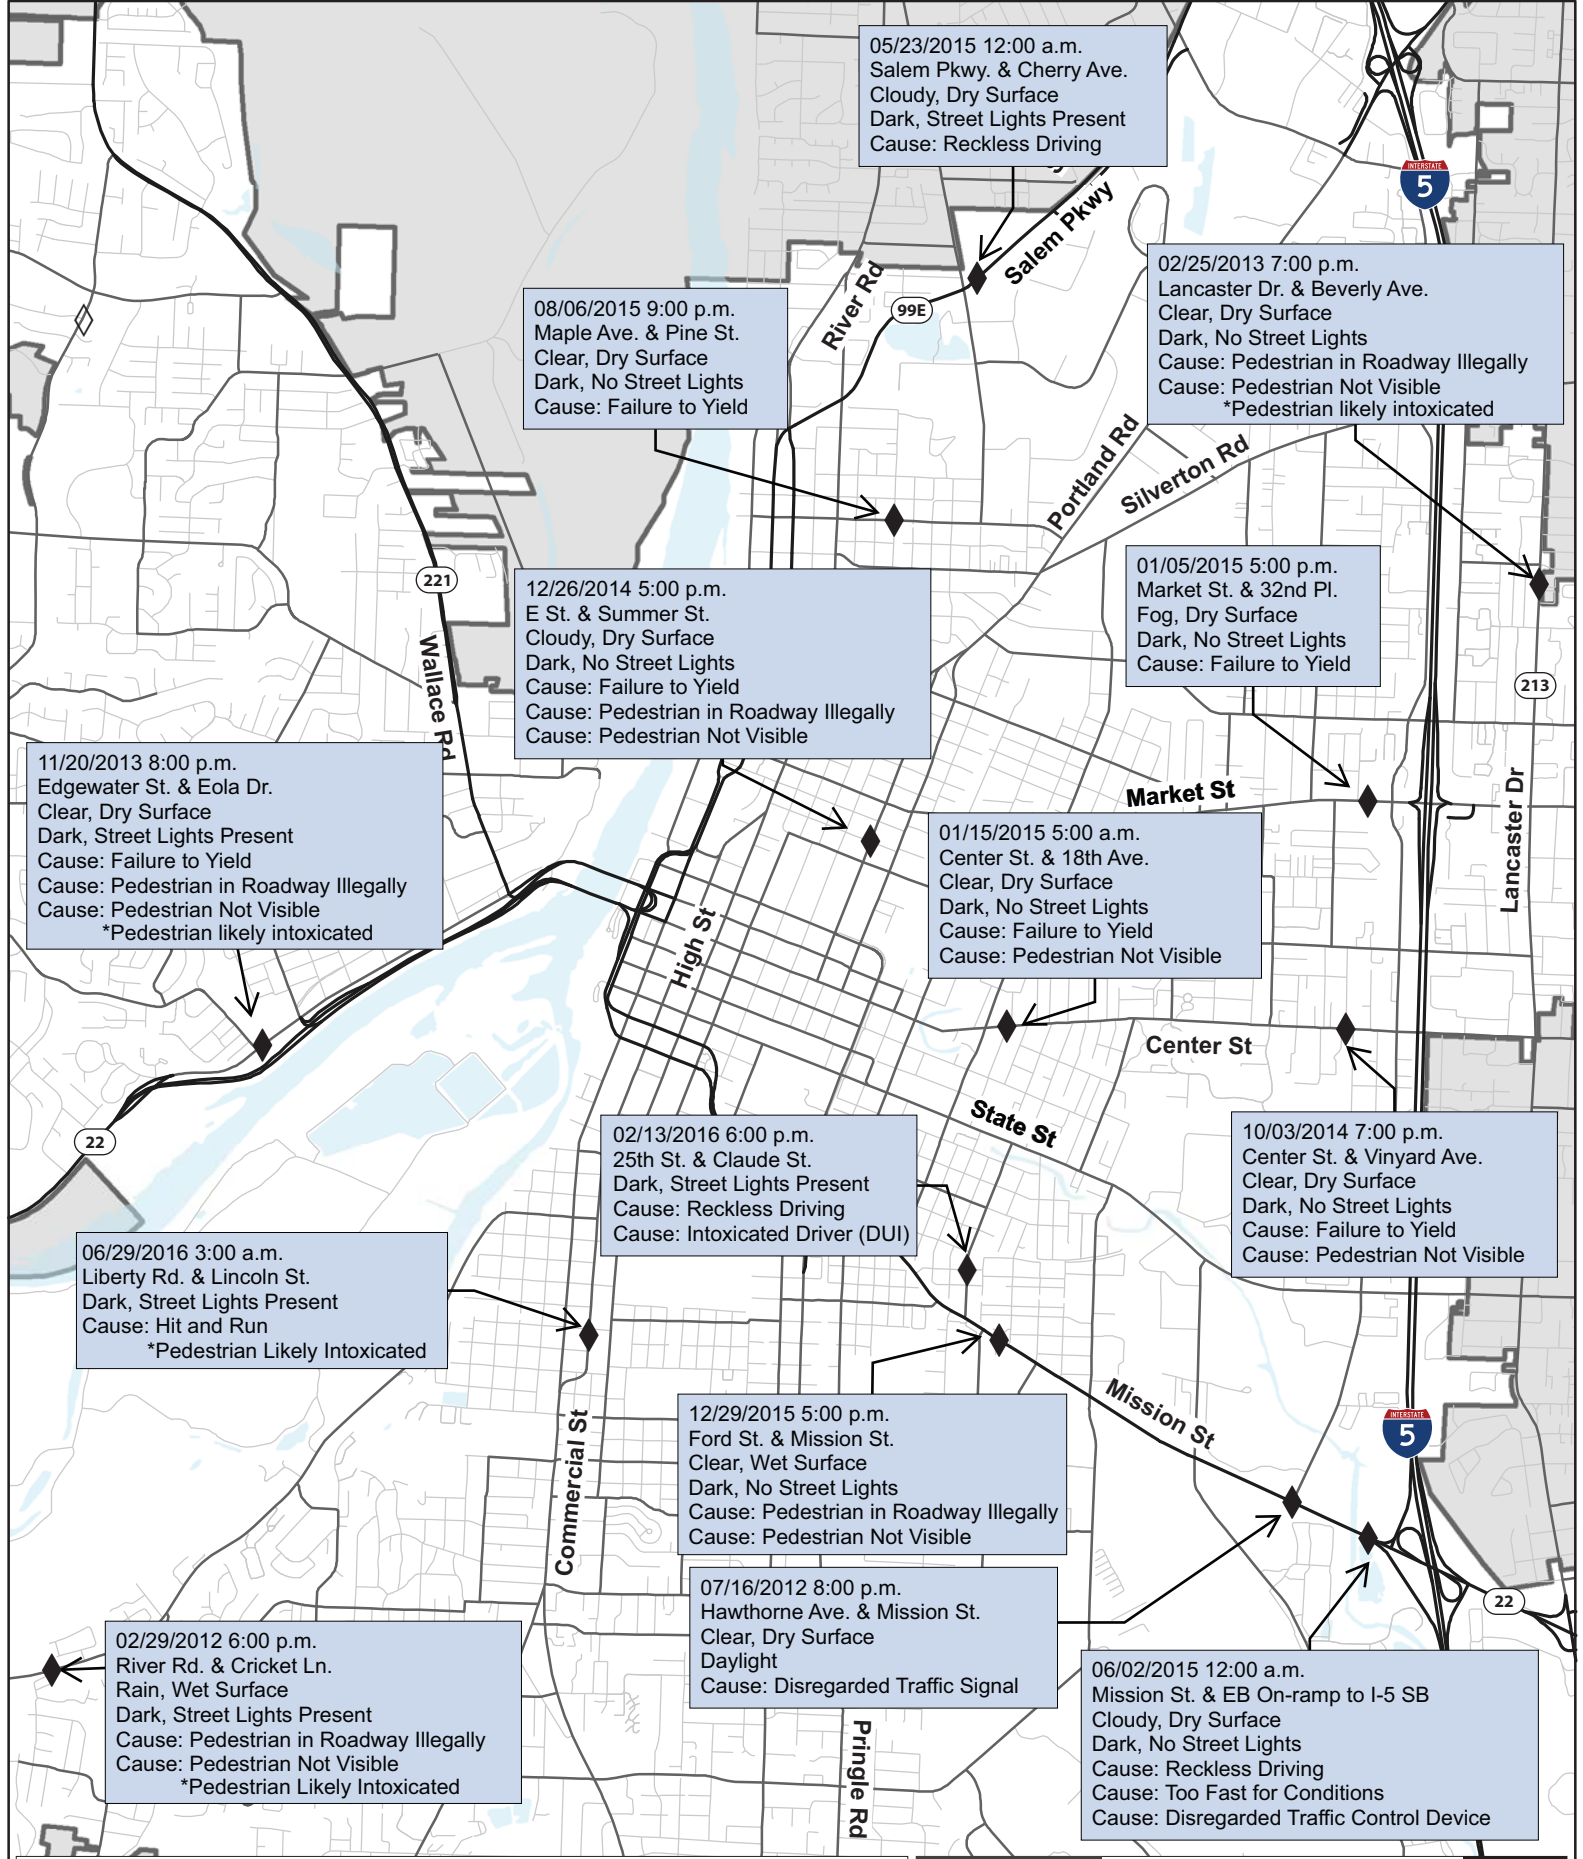 05/23/2015 12:00 a.m.
Salem Pkwy. & Cherry Ave.
Cloudy, Dry Surface
Dark, Street Lights Present
Cause: Reckless Driving
INTERSTATE
5
Salem Pkwy
River Rd
99E
02/25/2013 7:00 p.m.
Lancaster Dr. & Beverly Ave.
Clear, Dry Surface
Dark, No Street Lights
Cause: Pedestrian in Roadway Illegally
Cause: Pedestrian Not Visible
*Pedestrian likely intoxicated
08/06/2015 9:00 p.m.
Maple Ave. & Pine St.
Clear, Dry Surface
Dark, No Street Lights
Cause: Failure to Yield
Portland Rd
Silverton Rd
221
Wallace Rd
12/26/2014 5:00 p.m.
E St. & Summer St.
Cloudy, Dry Surface
Dark, No Street Lights
Cause: Failure to Yield
Cause: Pedestrian in Roadway Illegally
Cause: Pedestrian Not Visible
01/05/2015 5:00 p.m.
Market St. & 32nd Pl.
Fog, Dry Surface
Dark, No Street Lights
Cause: Failure to Yield
213
Market St
Lancaster Dr
11/20/2013 8:00 p.m.
Edgewater St. & Eola Dr.
Clear, Dry Surface
Dark, Street Lights Present
Cause: Failure to Yield
Cause: Pedestrian in Roadway Illegally
Cause: Pedestrian Not Visible
*Pedestrian likely intoxicated
High St
01/15/2015 5:00 a.m.
Center St. & 18th Ave.
Clear, Dry Surface
Dark, No Street Lights
Cause: Failure to Yield
Cause: Pedestrian Not Visible
Center St
State St
22
02/13/2016 6:00 p.m.
25th St. & Claude St.
Dark, Street Lights Present
Cause: Reckless Driving
Cause: Intoxicated Driver (DUI)
10/03/2014 7:00 p.m.
Center St. & Vinyard Ave.
Clear, Dry Surface
Dark, No Street Lights
Cause: Failure to Yield
Cause: Pedestrian Not Visible
06/29/2016 3:00 a.m.
Liberty Rd. & Lincoln St.
Dark, Street Lights Present
Cause: Hit and Run
*Pedestrian Likely Intoxicated
Commercial St
Mission St
INTERSTATE
5
12/29/2015 5:00 p.m.
Ford St. & Mission St.
Clear, Wet Surface
Dark, No Street Lights
Cause: Pedestrian in Roadway Illegally
Cause: Pedestrian Not Visible
07/16/2012 8:00 p.m.
Hawthorne Ave. & Mission St.
Clear, Dry Surface
Daylight
Cause: Disregarded Traffic Signal
22
02/29/2012 6:00 p.m.
River Rd. & Cricket Ln.
Rain, Wet Surface
Dark, Street Lights Present
Cause: Pedestrian in Roadway Illegally
Cause: Pedestrian Not Visible
*Pedestrian Likely Intoxicated
Pringle Rd
06/02/2015 12:00 a.m.
Mission St. & EB On-ramp to I-5 SB
Cloudy, Dry Surface
Dark, No Street Lights
Cause: Reckless Driving
Cause: Too Fast for Conditions
Cause: Disregarded Traffic Control Device